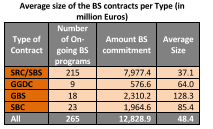 Average size of the BS contracts per Type (in
million Euros)
Type of Contract Number of On-going BS programs Amount BS commitment Average Size
SRC/SBS 215 7,977.4 37.1
GGDC 9 576.6 64.0
GBS 18 2,310.2 128.3
SBC 23 1,964.6 85.4
All 265 12,828.9 48.4